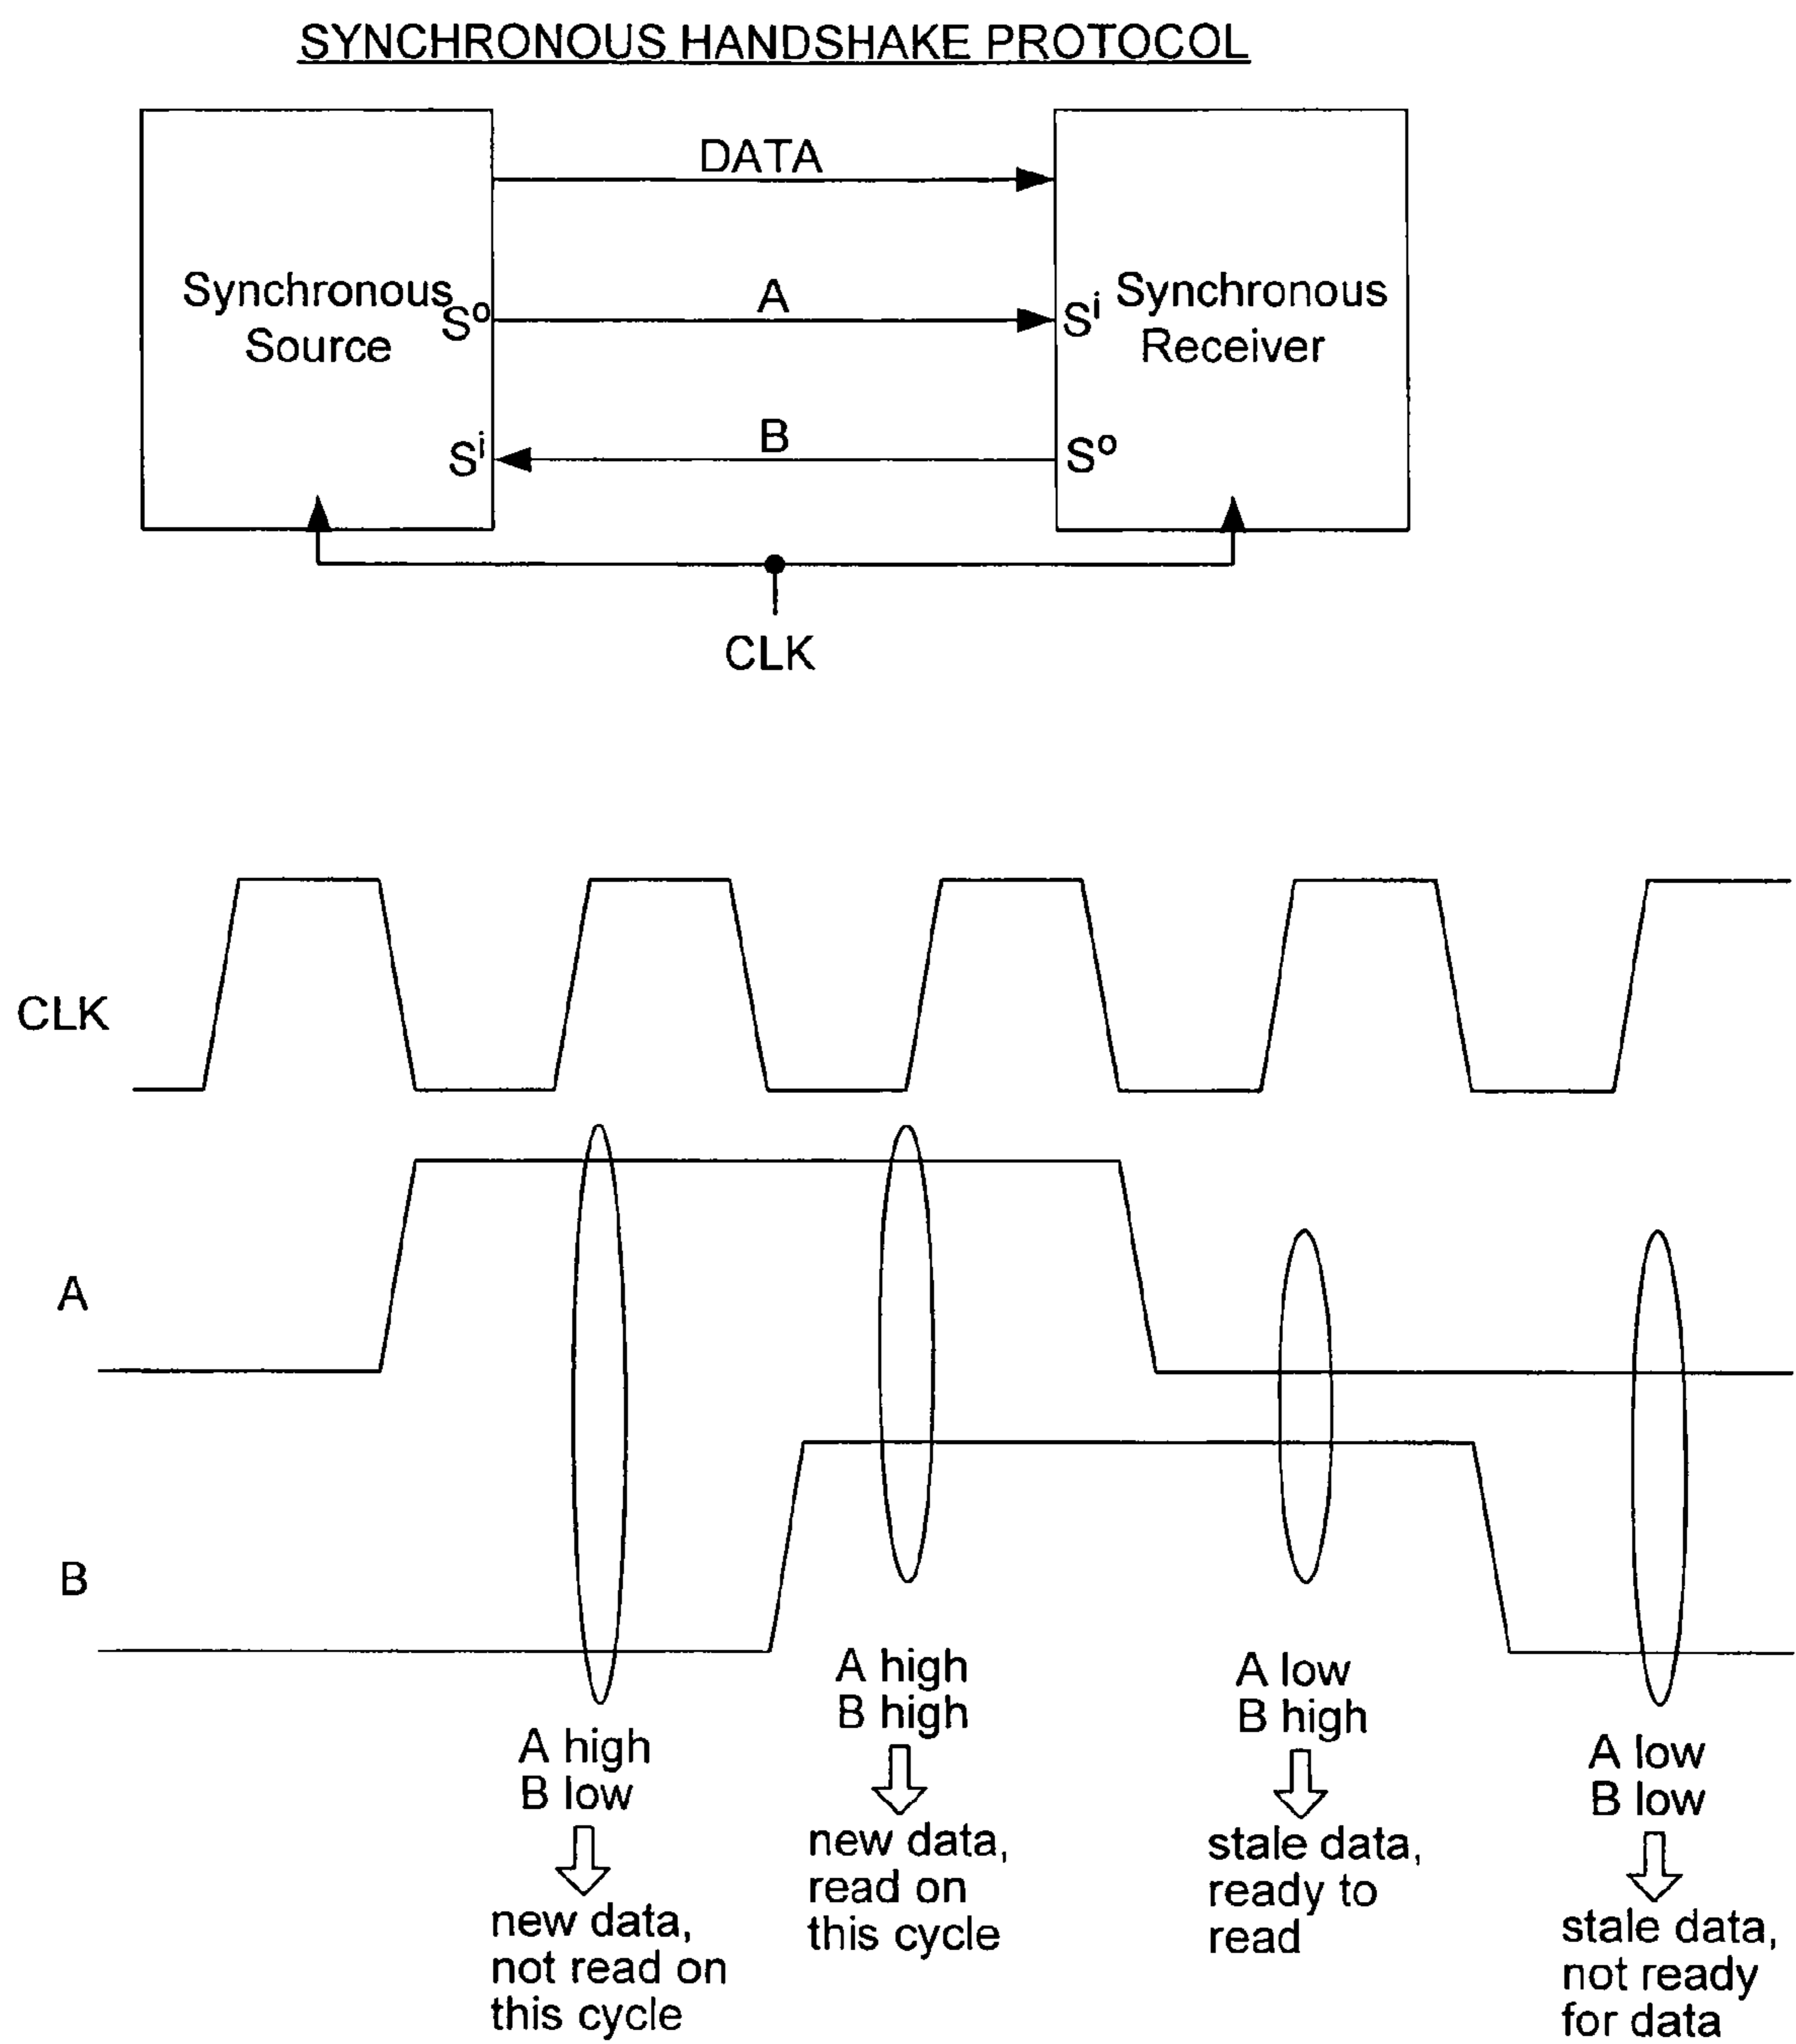 SYNCHRONOUS HANDSHAKE PROTOCOL
DATA
Synchronous
Source
So
A
Si
Synchronous
Receiver
Si
B
So
CLK
CLK
A
B
A high
B low
new data,
not read on
this cycle
A high
B high
new data,
read on
this cycle
A low
B high
stale data,
ready to
read
A low
B low
stale data,
not ready
for data